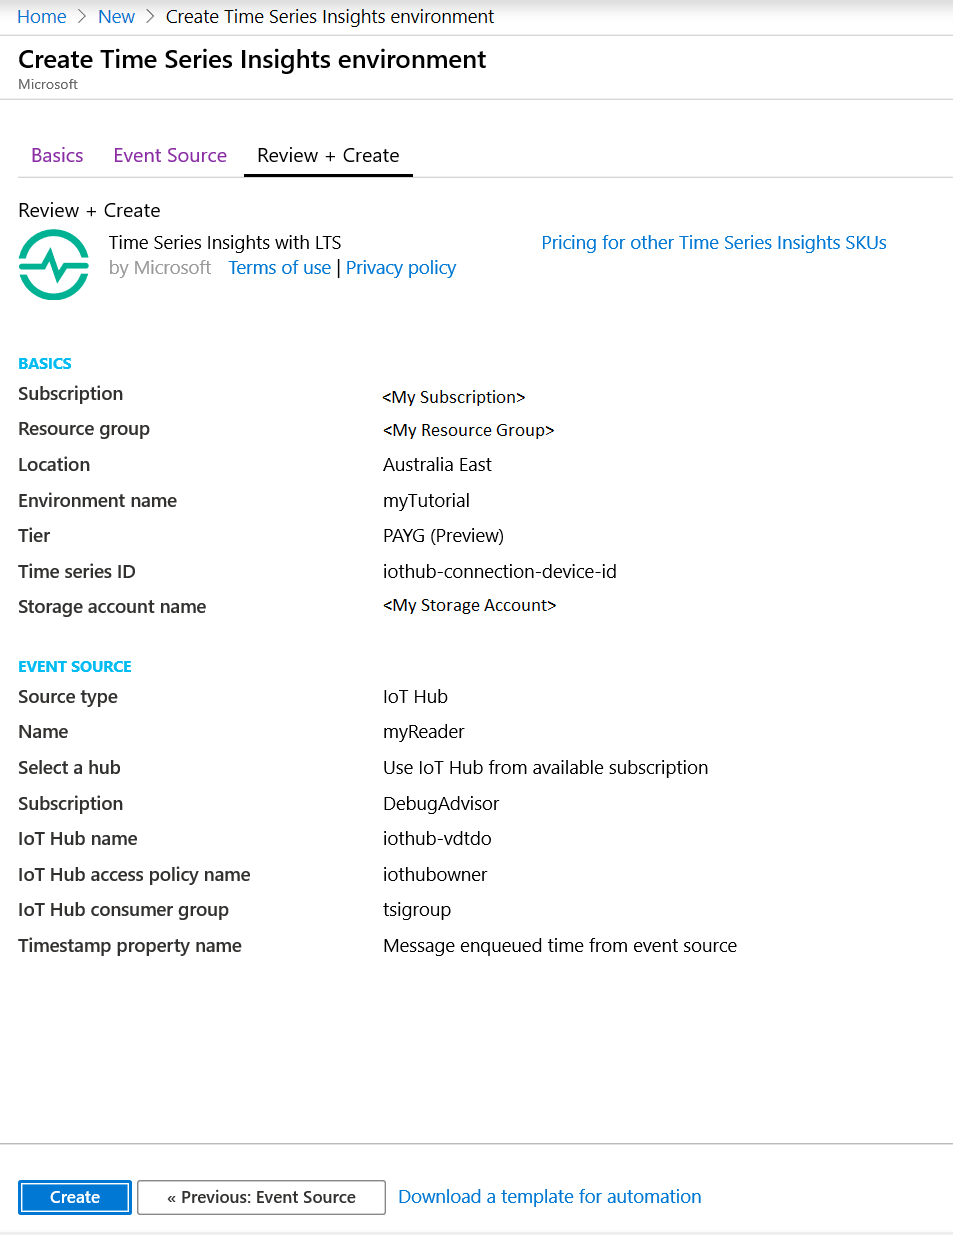 Home > New > Create Time Series Insights environment
Create Time Series Insights environment
Microsoft
Basics Event Source Review + Create
Review + Create
Time Series Insights with LTS Pricing for other Time Series Insights SKUs
by Microsoft Terms of use | Privacy policy
BASICS
Subscription <My Subscription>
Resource group <My Resource Group>
Location Australia East
Environment name myTutorial
Tier PAYG (Preview)
Time series ID iothub-connection-device-id
Storage account name <My Storage Account>
EVENT SOURCE
Source type IoT Hub
Name myReader
Select a hub Use IoT Hub from available subscription
Subscription DebugAdvisor
IoT Hub name iothub-vdtdo
IoT Hub access policy name iothubowner
IoT Hub consumer group tsigroup
Timestamp property name Message enqueued time from event source
Create « Previous: Event Source Download a template for automation